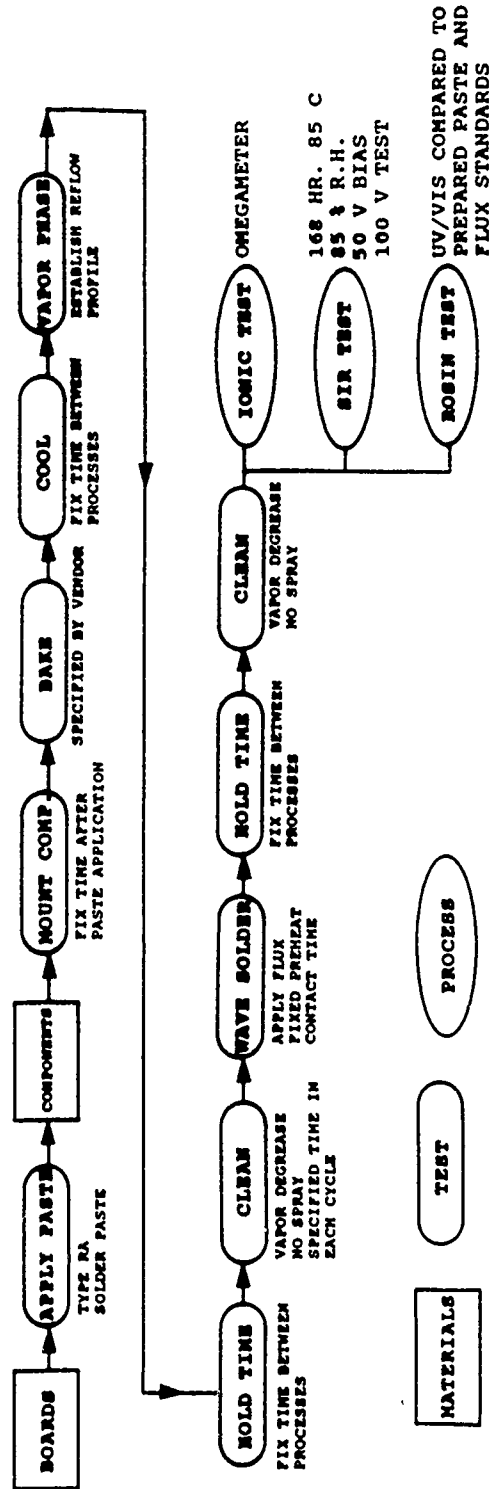 BOARDS
APPLY PASTE
TYPE RA
SOLDER PASTE
COMPONENTS
MOUNT COMP.
FIX TIME AFTER
PASTE APPLICATION
BAKE
SPECIFIED BY VENDOR
COOL
FIX TIME BETWEEN
PROCESSES
VAPOR PHASE
ESTABLISH REFLOW
PROFILE
HOLD TIME
FIX TIME BETWEEN
PROCESSES
CLEAN
VAPOR DEGREASE
NO SPRAY
SPECIFIED TIME IN
EACH CYCLE
WAVE SOLDER
APPLY FLUX
FIXED PREHEAT
CONTACT TIME
HOLD TIME
FIX TIME BETWEEN
PROCESSES
CLEAN
VAPOR DEGREASE
NO SPRAY
IONIC TEST
OMEGAMETER
SIR TEST
168 HR. 85 C
85 % R.H.
50 V BIAS
100 V TEST
ROSIN TEST
UV/VIS COMPARED TO
PREPARED PASTE AND
FLUX STANDARDS
MATERIALS
TEST
PROCESS